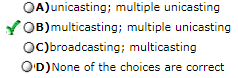 A) unicasting; multiple unicasting
B) multicasting; multiple unicasting
C) broadcasting; multicasting
D) None of the choices are correct